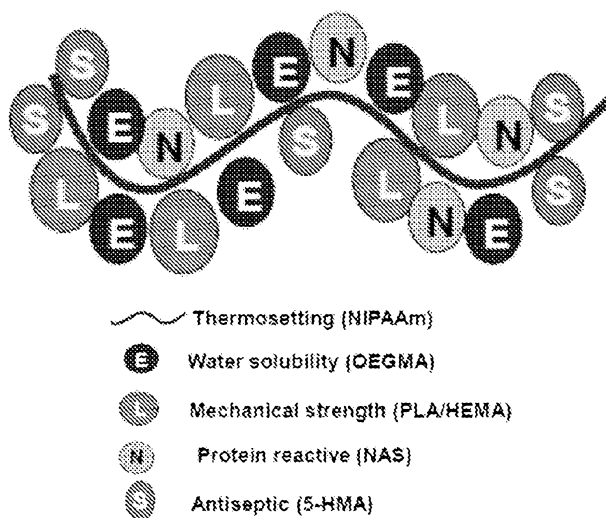 S S E N L E N E L N S
L E L E S L N E S
Thermosetting (NIPAAm)
E Water solubility (OEGMA)
L Mechanical strength (PLA/HEMA)
N Protein reactive (NAS)
S Antiseptic (5-HMA)